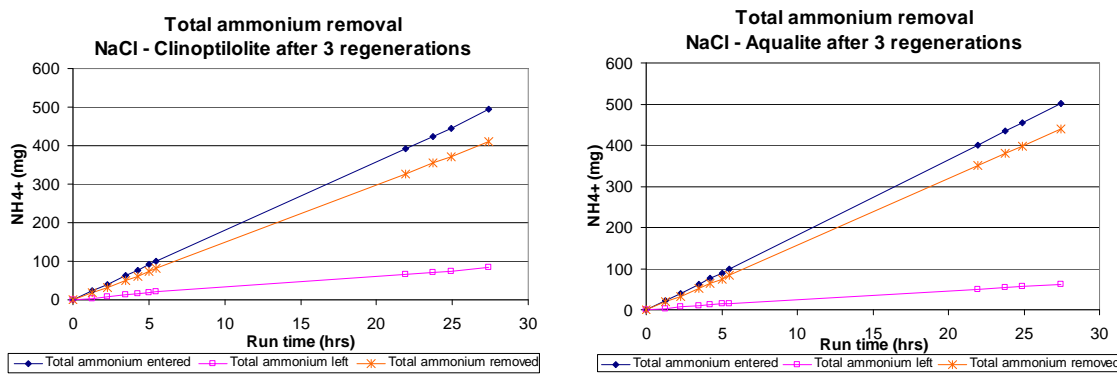 Total ammonium removal
NaCl - Clinoptilolite after 3 regenerations
600
500
400
300
200
100
0
NH4+ (mg)
0 5 10 15 20 25 30
Run time (hrs)
Total ammonium entered Total ammonium left Total ammonium removed
Total ammonium removal
NaCl - Aqualite after 3 regenerations
600
500
400
300
200
100
0
NH4+ (mg)
0 5 10 15 20 25 30
Run time (hrs)
Total ammonium entered Total ammonium left Total ammonium removed